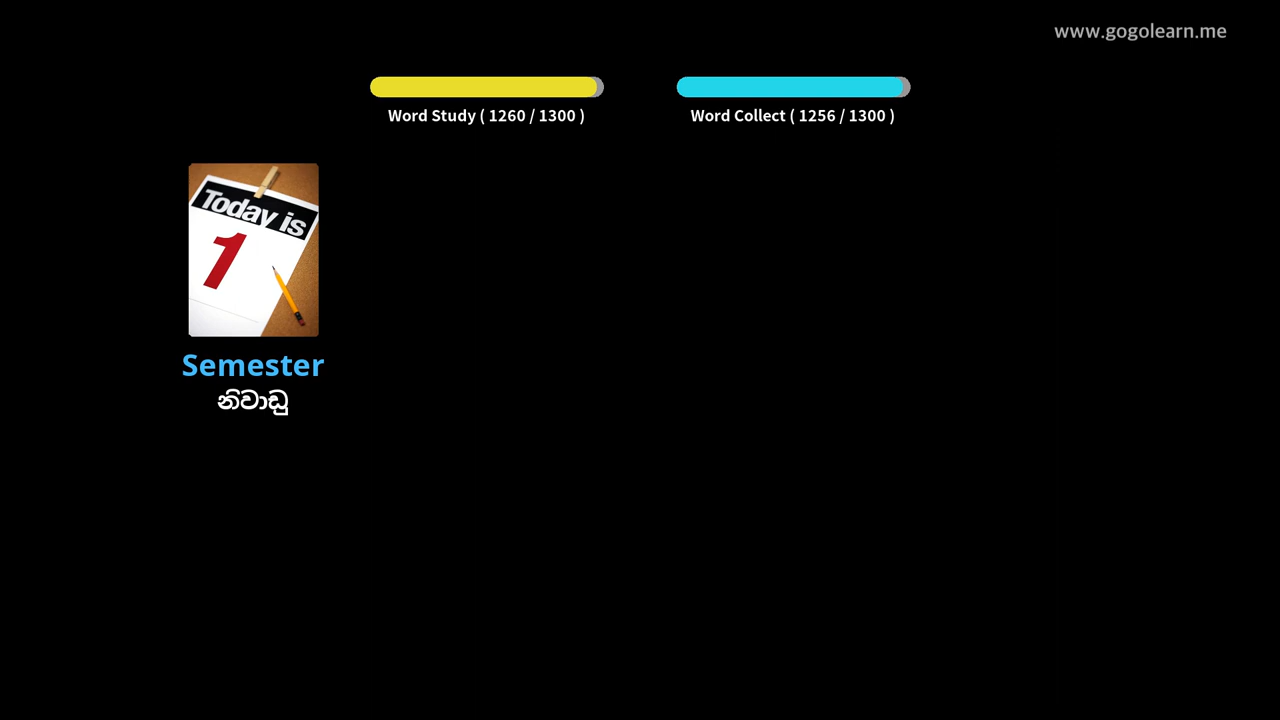 www.gogolearn.me
Word Study ( 1260 / 1300 )
Word Collect ( 1256 / 1300 )
Today is
1
Semester
නිවාඩු